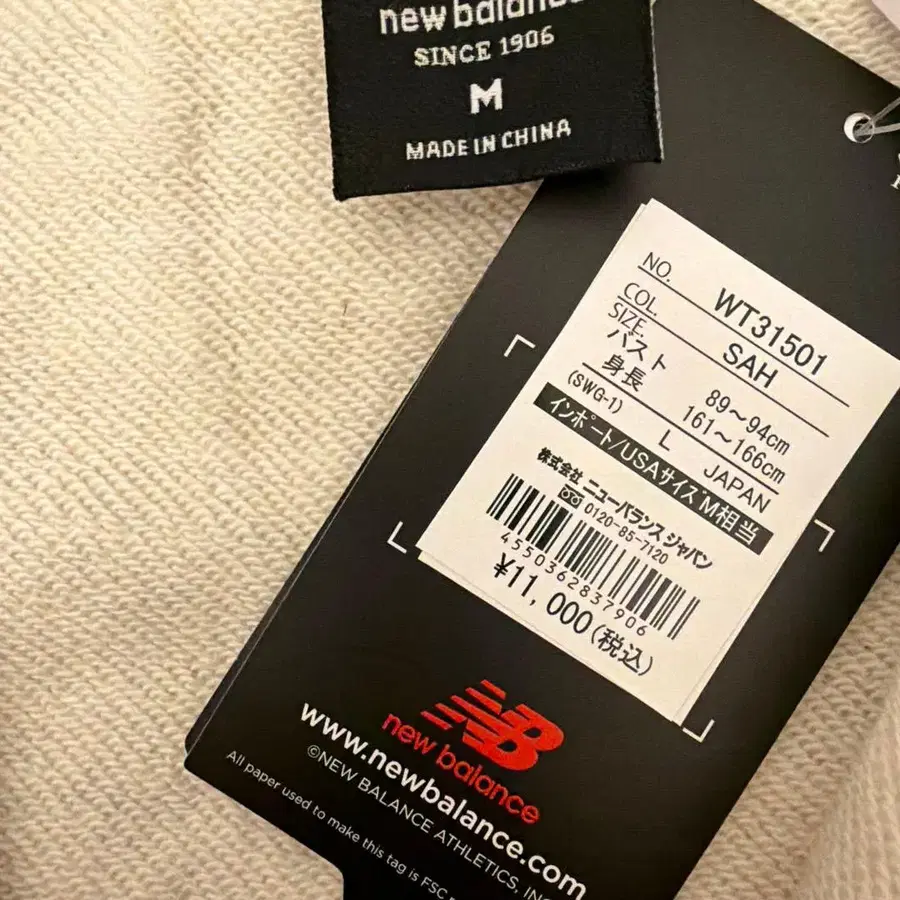 new balance
SINCE 1906
M
MADE IN CHINA
NO. WT31501
COL. SAH
SIZE.
バスト 89～94cm
身長 161～166cm
(SWG-1) L JAPAN
インポート/USAサイズM相当
株式会社 ニューバランス ジャパン
0120-85-7120
4550362837906
¥11,000(税込)
NB
new balance
www.newbalance.com
©NEW BALANCE ATHLETICS, INC
All paper used to make this tag is FSC